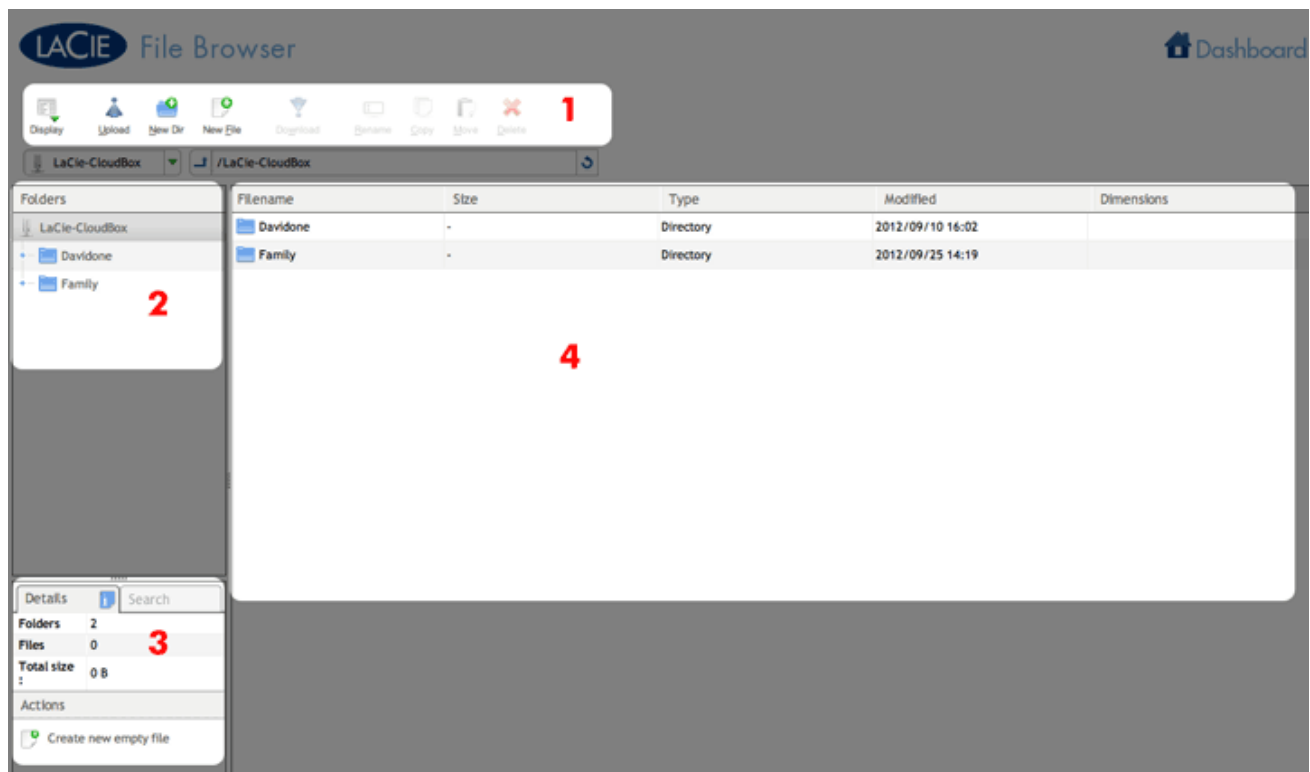 LACIE File Browser
Dashboard
Display Upload New Dir New File Download Rename Copy Move Delete
1
LaCie-CloudBox /LaCie-CloudBox
Folders
LaCie-CloudBox
Davidone
Family
2
Filename Size Type Modified Dimensions
Davidone - Directory 2012/09/10 16:02
Family - Directory 2012/09/25 14:19
4
Details Search
Folders 2
Files 0
Total size : 0 B
3
Actions
Create new empty file